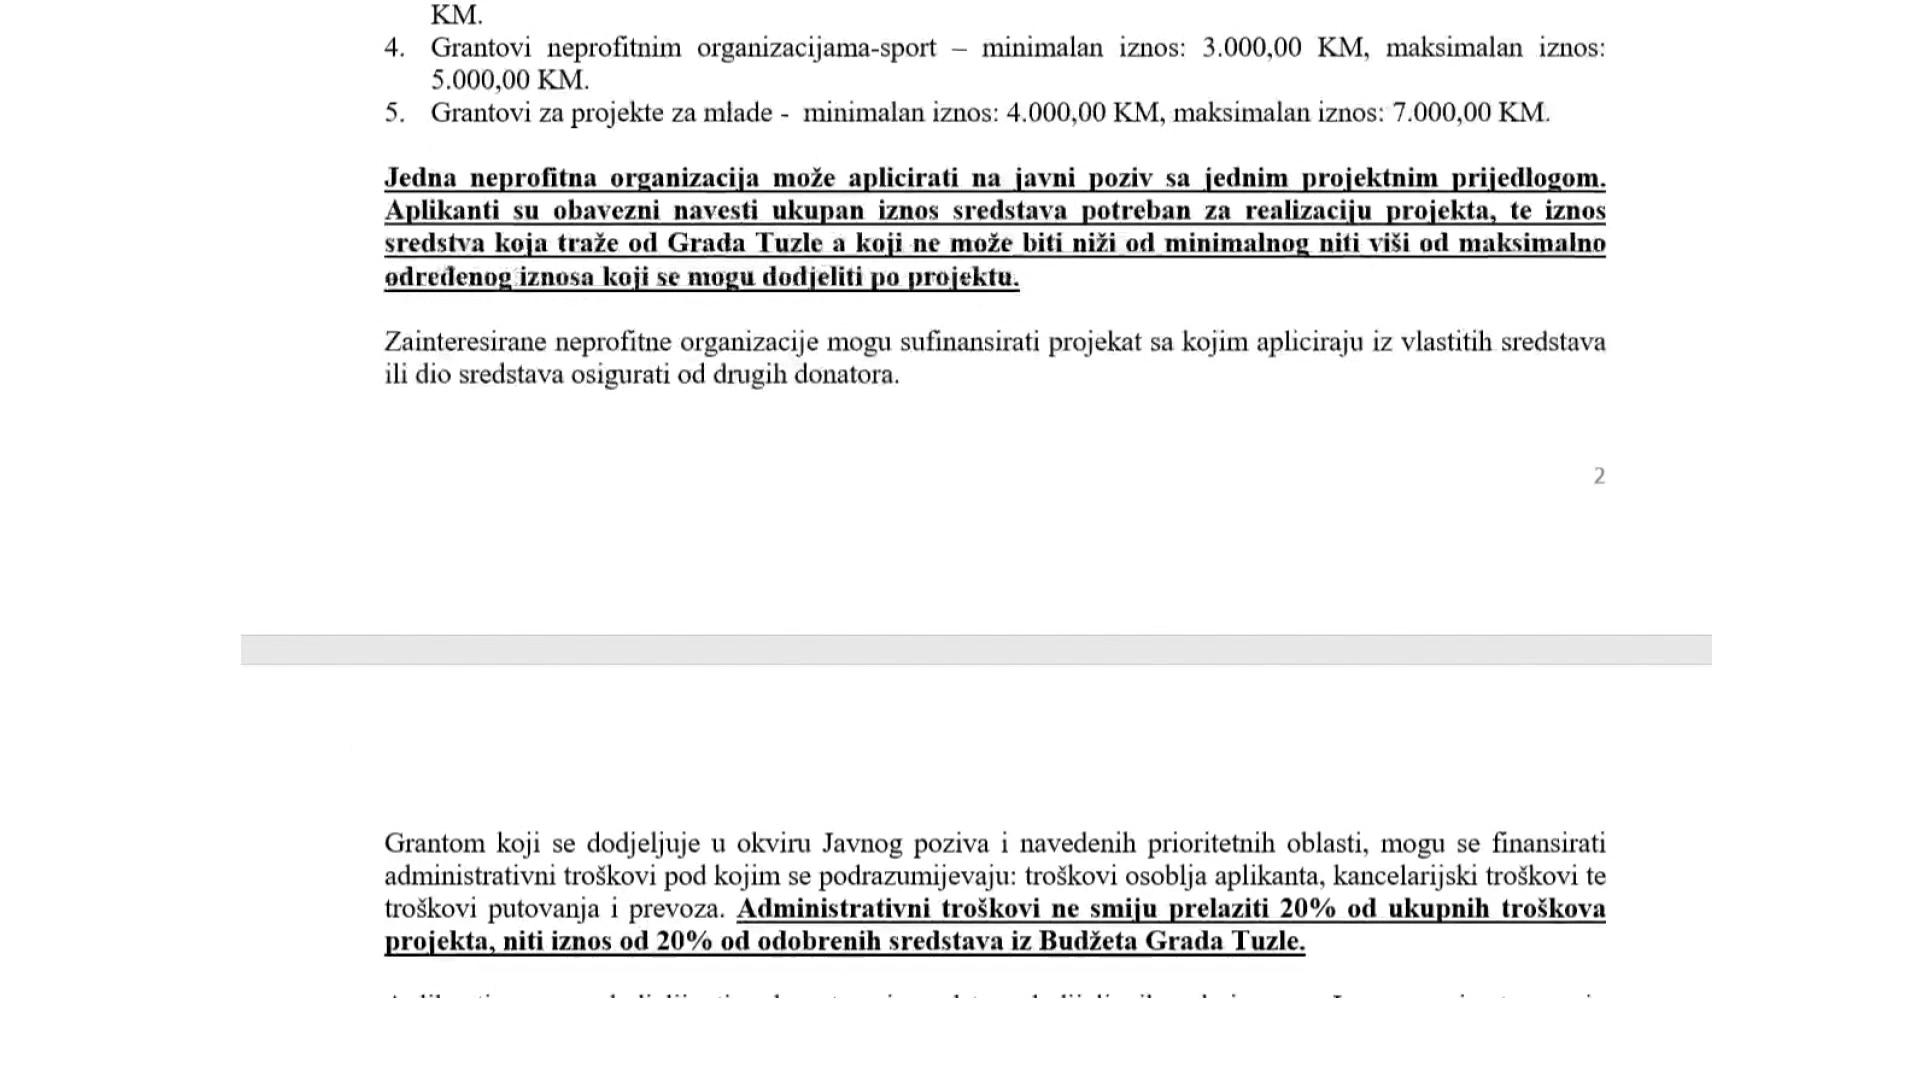 KM.
4. Grantovi neprofitnim organizacijama-sport – minimalan iznos: 3.000,00 KM, maksimalan iznos:
5.000,00 KM.
5. Grantovi za projekte za mlade - minimalan iznos: 4.000,00 KM, maksimalan iznos: 7.000,00 KM.
Jedna neprofitna organizacija može aplicirati na javni poziv sa jednim projektnim prijedlogom.
Aplikanti su obavezni navesti ukupan iznos sredstava potreban za realizaciju projekta, te iznos
sredstva koja traže od Grada Tuzle a koji ne može biti niži od minimalnog niti viši od maksimalno
određenog iznosa koji se mogu dodjeliti po projektu.
Zainteresirane neprofitne organizacije mogu sufinansirati projekat sa kojim apliciraju iz vlastitih sredstava
ili dio sredstava osigurati od drugih donatora.
2
Grantom koji se dodjeljuje u okviru Javnog poziva i navedenih prioritetnih oblasti, mogu se finansirati
administrativni troškovi pod kojim se podrazumijevaju: troškovi osoblja aplikanta, kancelarijski troškovi te
troškovi putovanja i prevoza. Administrativni troškovi ne smiju prelaziti 20% od ukupnih troškova
projekta, niti iznos od 20% od odobrenih sredstava iz Budžeta Grada Tuzle.